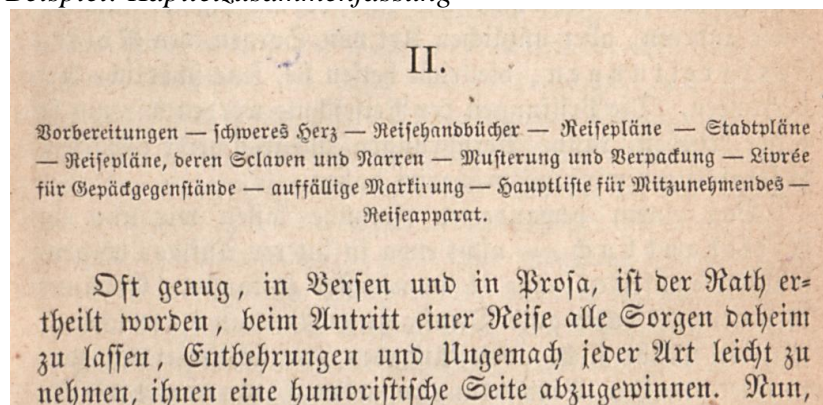 Beispiel: Kapitelzusammenfassung
II.
Vorbereitungen — schweres Herz — Reisehandbücher — Reisepläne — Stadtpläne
— Reisepläne, deren Sclaven und Narren — Musterung und Verpackung — Livrée
für Gepäckgegenstände — auffällige Markirung — Hauptliste für Mitzunehmendes —
Reiseapparat.
Oft genug, in Versen und in Prosa, ist der Rath er=
theilt worden, beim Antritt einer Reise alle Sorgen daheim
zu lassen, Entbehrungen und Ungemach jeder Art leicht zu
nehmen, ihnen eine humoristische Seite abzugewinnen. Nun,